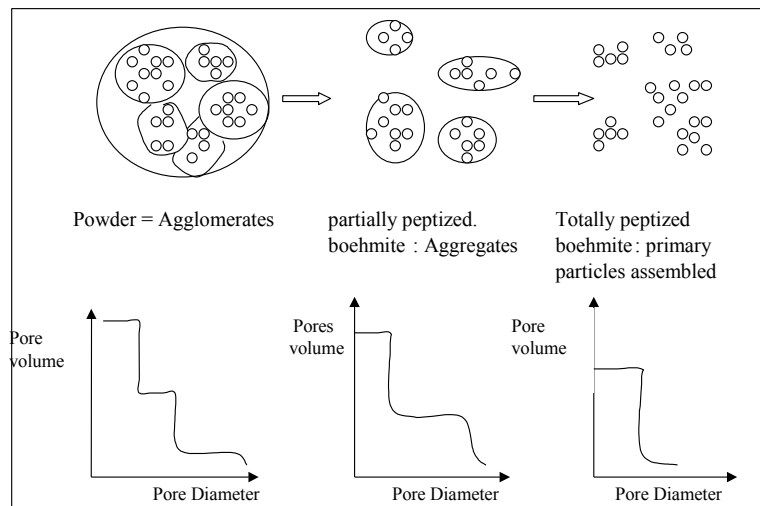 Powder = Agglomerates
partially peptized.
boehmite : Aggregates
Totally peptized
boehmite : primary
particles assembled
Pore
volume
Pore Diameter
Pores
volume
Pore Diameter
Pore
volume
Pore Diameter